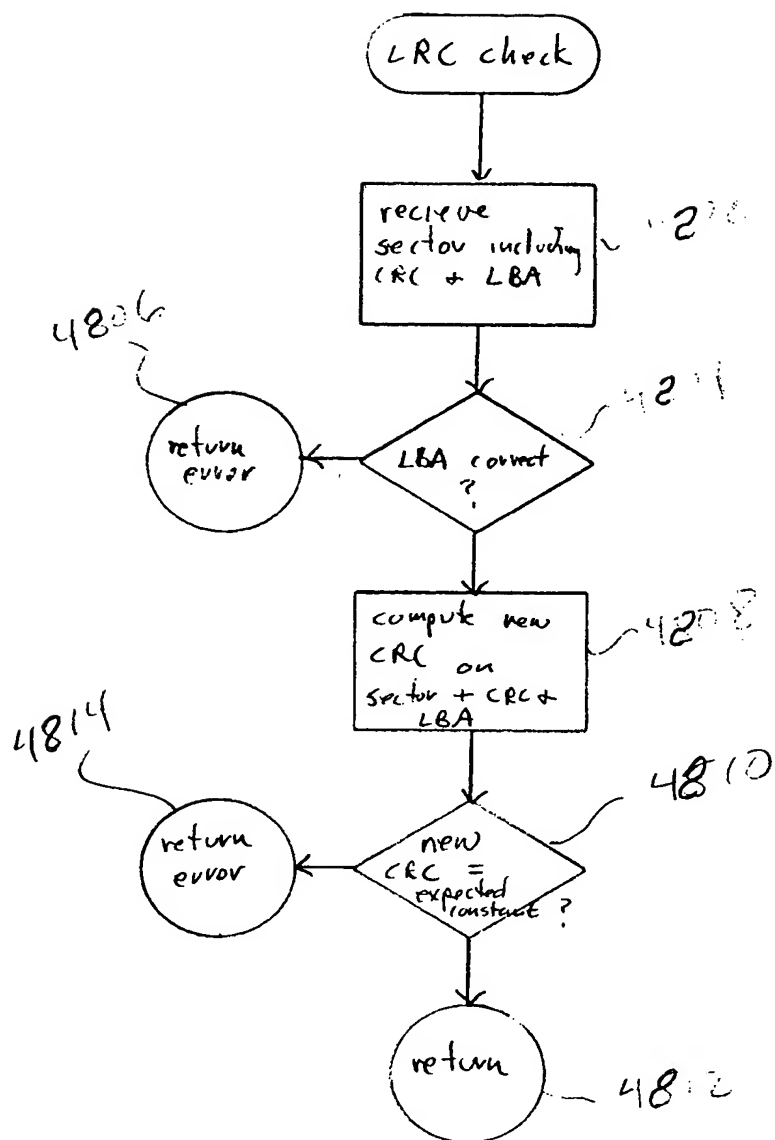 LRC check
recieve
sector including
CRC & LBA
4806
return
error
LBA correct
?
compute new
CRC on
sector + CRC &
LBA
4808
4814
4810
return
error
new
CRC =
expected
constant ?
return